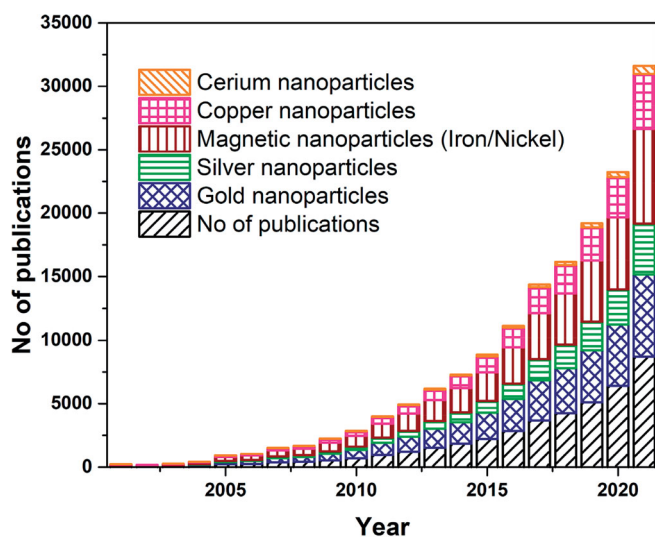 35000
30000
25000
20000
15000
10000
5000
0
No of publications
Cerium nanoparticles
Copper nanoparticles
Magnetic nanoparticles (Iron/Nickel)
Silver nanoparticles
Gold nanoparticles
No of publications
2005
2010
2015
2020
Year